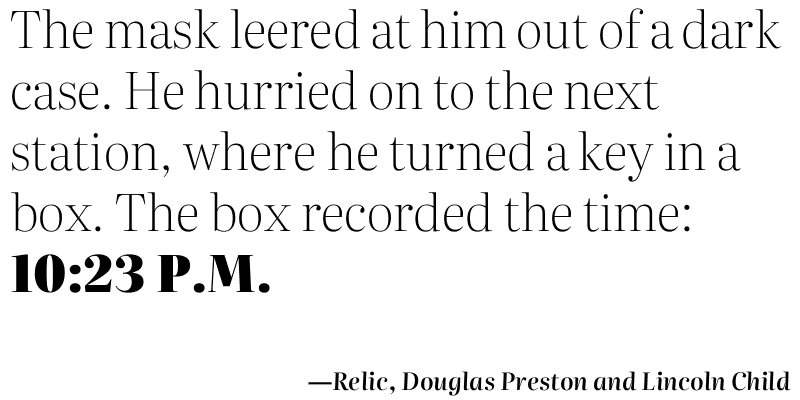 The mask leered at him out of a dark
case. He hurried on to the next
station, where he turned a key in a
box. The box recorded the time:
10:23 P.M.
—Relic, Douglas Preston and Lincoln Child